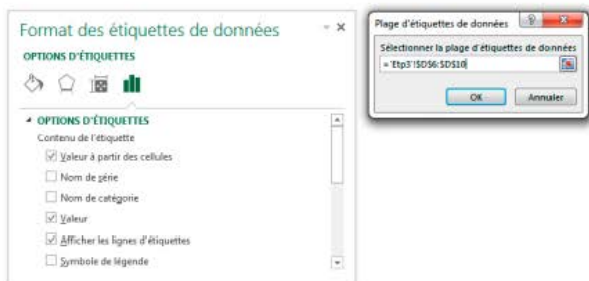 Format des étiquettes de données
OPTIONS D'ÉTIQUETTES
OPTIONS D'ÉTIQUETTES
Contenu de l'étiquette
Valeur à partir des cellules
Nom de série
Nom de catégorie
Valeur
Afficher les lignes d'étiquettes
Symbole de légende
Plage d'étiquettes de données
Sélectionner la plage d'étiquettes de données
='Etp3'!$D$6:$D$10
OK Annuler